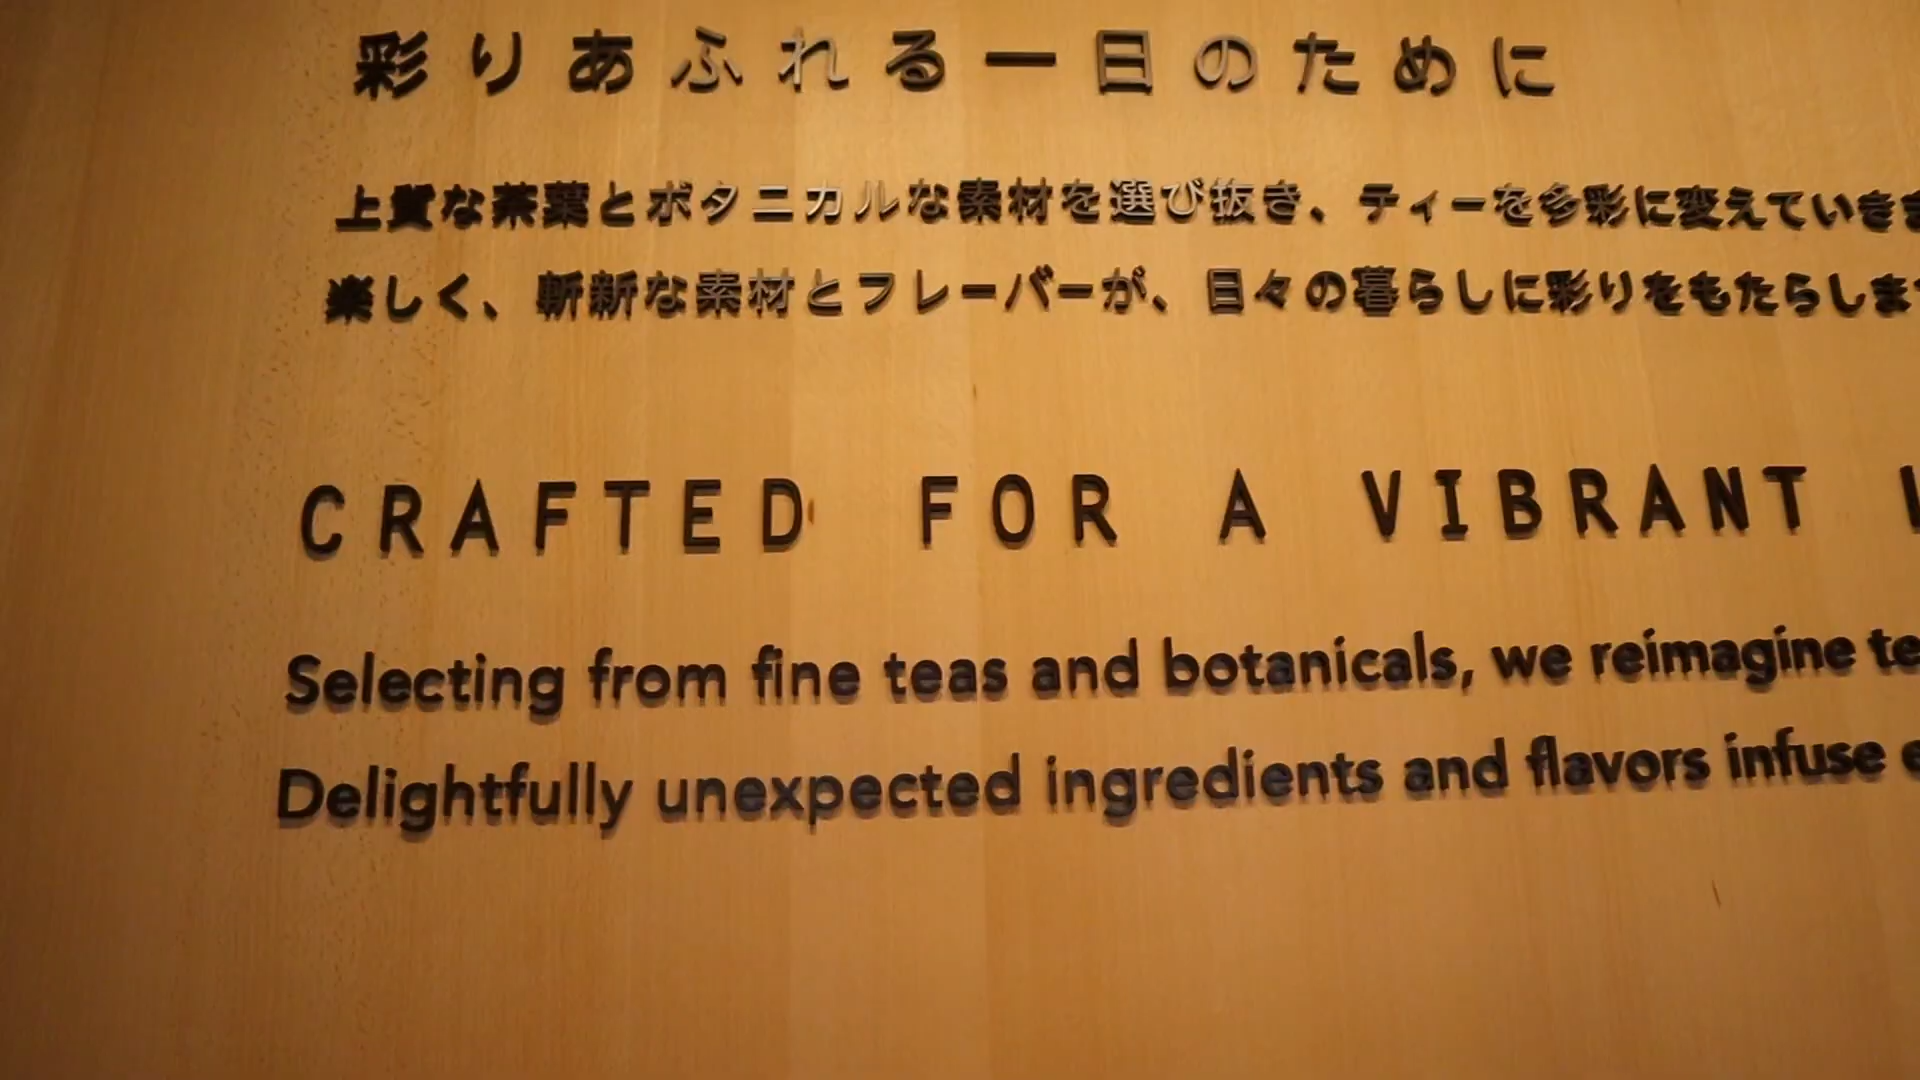 彩りあふれる一日のために
上質な茶葉とボタニカルな素材を選び抜き、ティーを多彩に変えていき
楽しく、斬新な素材とフレーバーが、日々の暮らしに彩りをもたらしま
CRAFTED FOR A VIBRANT
Selecting from fine teas and botanicals, we reimagine
Delightfully unexpected ingredients and flavors infuse